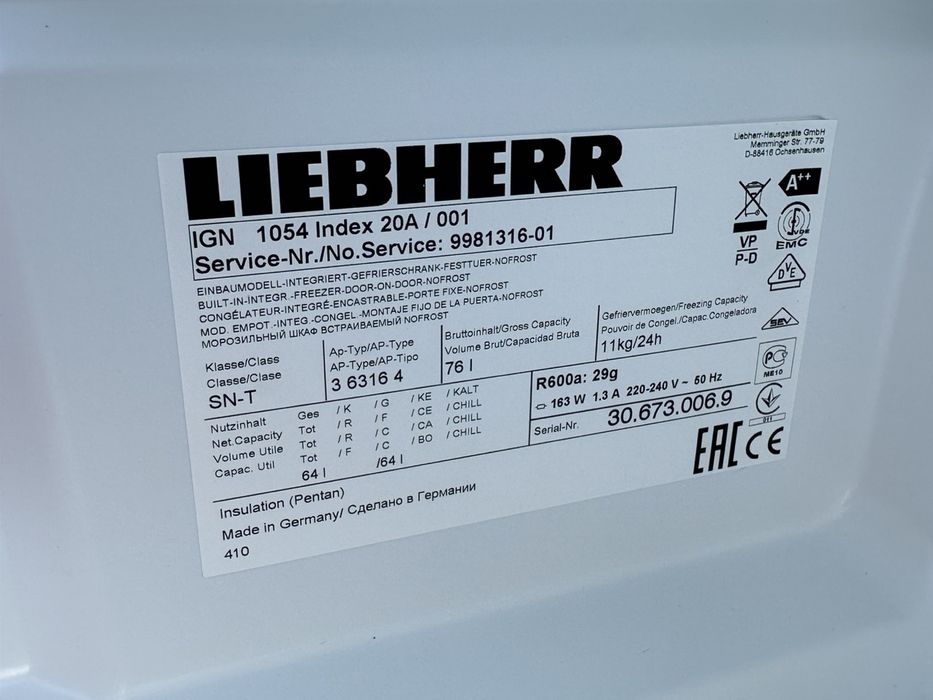 LIEBHERR
Liebherr-Hausgeräte GmbH
Memminger Str. 77-79
D-88416 Ochsenhausen
A++
IGN 1054 Index 20A / 001
Service-Nr./No.Service: 9981316-01
VP
P-D
VDE
EMC
DVE
EINBAUMODELL-INTEGRIERT-GEFRIERSCHRANK-FESTTUER-NOFROST
BUILT-IN-INTEGR.-FREEZER-DOOR-ON-DOOR-NOFROST
CONGÉLATEUR-INTÉGRÉ-ENCASTRABLE-PORTE FIXE-NOFROST
MOD. EMPOT.-INTEG.-CONGEL.-MONTAJE FIJO DE LA PUERTA-NOFROST
МОРОЗИЛЬНЫЙ ШКАФ ВСТРАИВАЕМЫЙ NOFROST
Klasse/Class
Classe/Clase
SN-T
Ap-Typ/AP-Type
AP-Type/AP-Tipo
3 6316 4
Bruttoinhalt/Gross Capacity
Volume Brut/Capacidad Bruta
76 l
Gefriervermoegen/Freezing Capacity
Pouvoir de Congel./Capac.Congeladora
11kg/24h
SEV
Nutzinhalt Ges / K / G / KE / KALT
Net.Capacity Tot / R / F / CE / CHILL
Volume Utile Tot / R / C / CA / CHILL
Capac. Util Tot / F / C / BO / CHILL
64 l /64 l
R600a: 29g
163 W 1.3 A 220-240 V ~ 50 Hz
Serial-Nr. 30.673.006.9
ME10
011
EAC CE
Insulation (Pentan)
Made in Germany/ Сделано в Германии
410